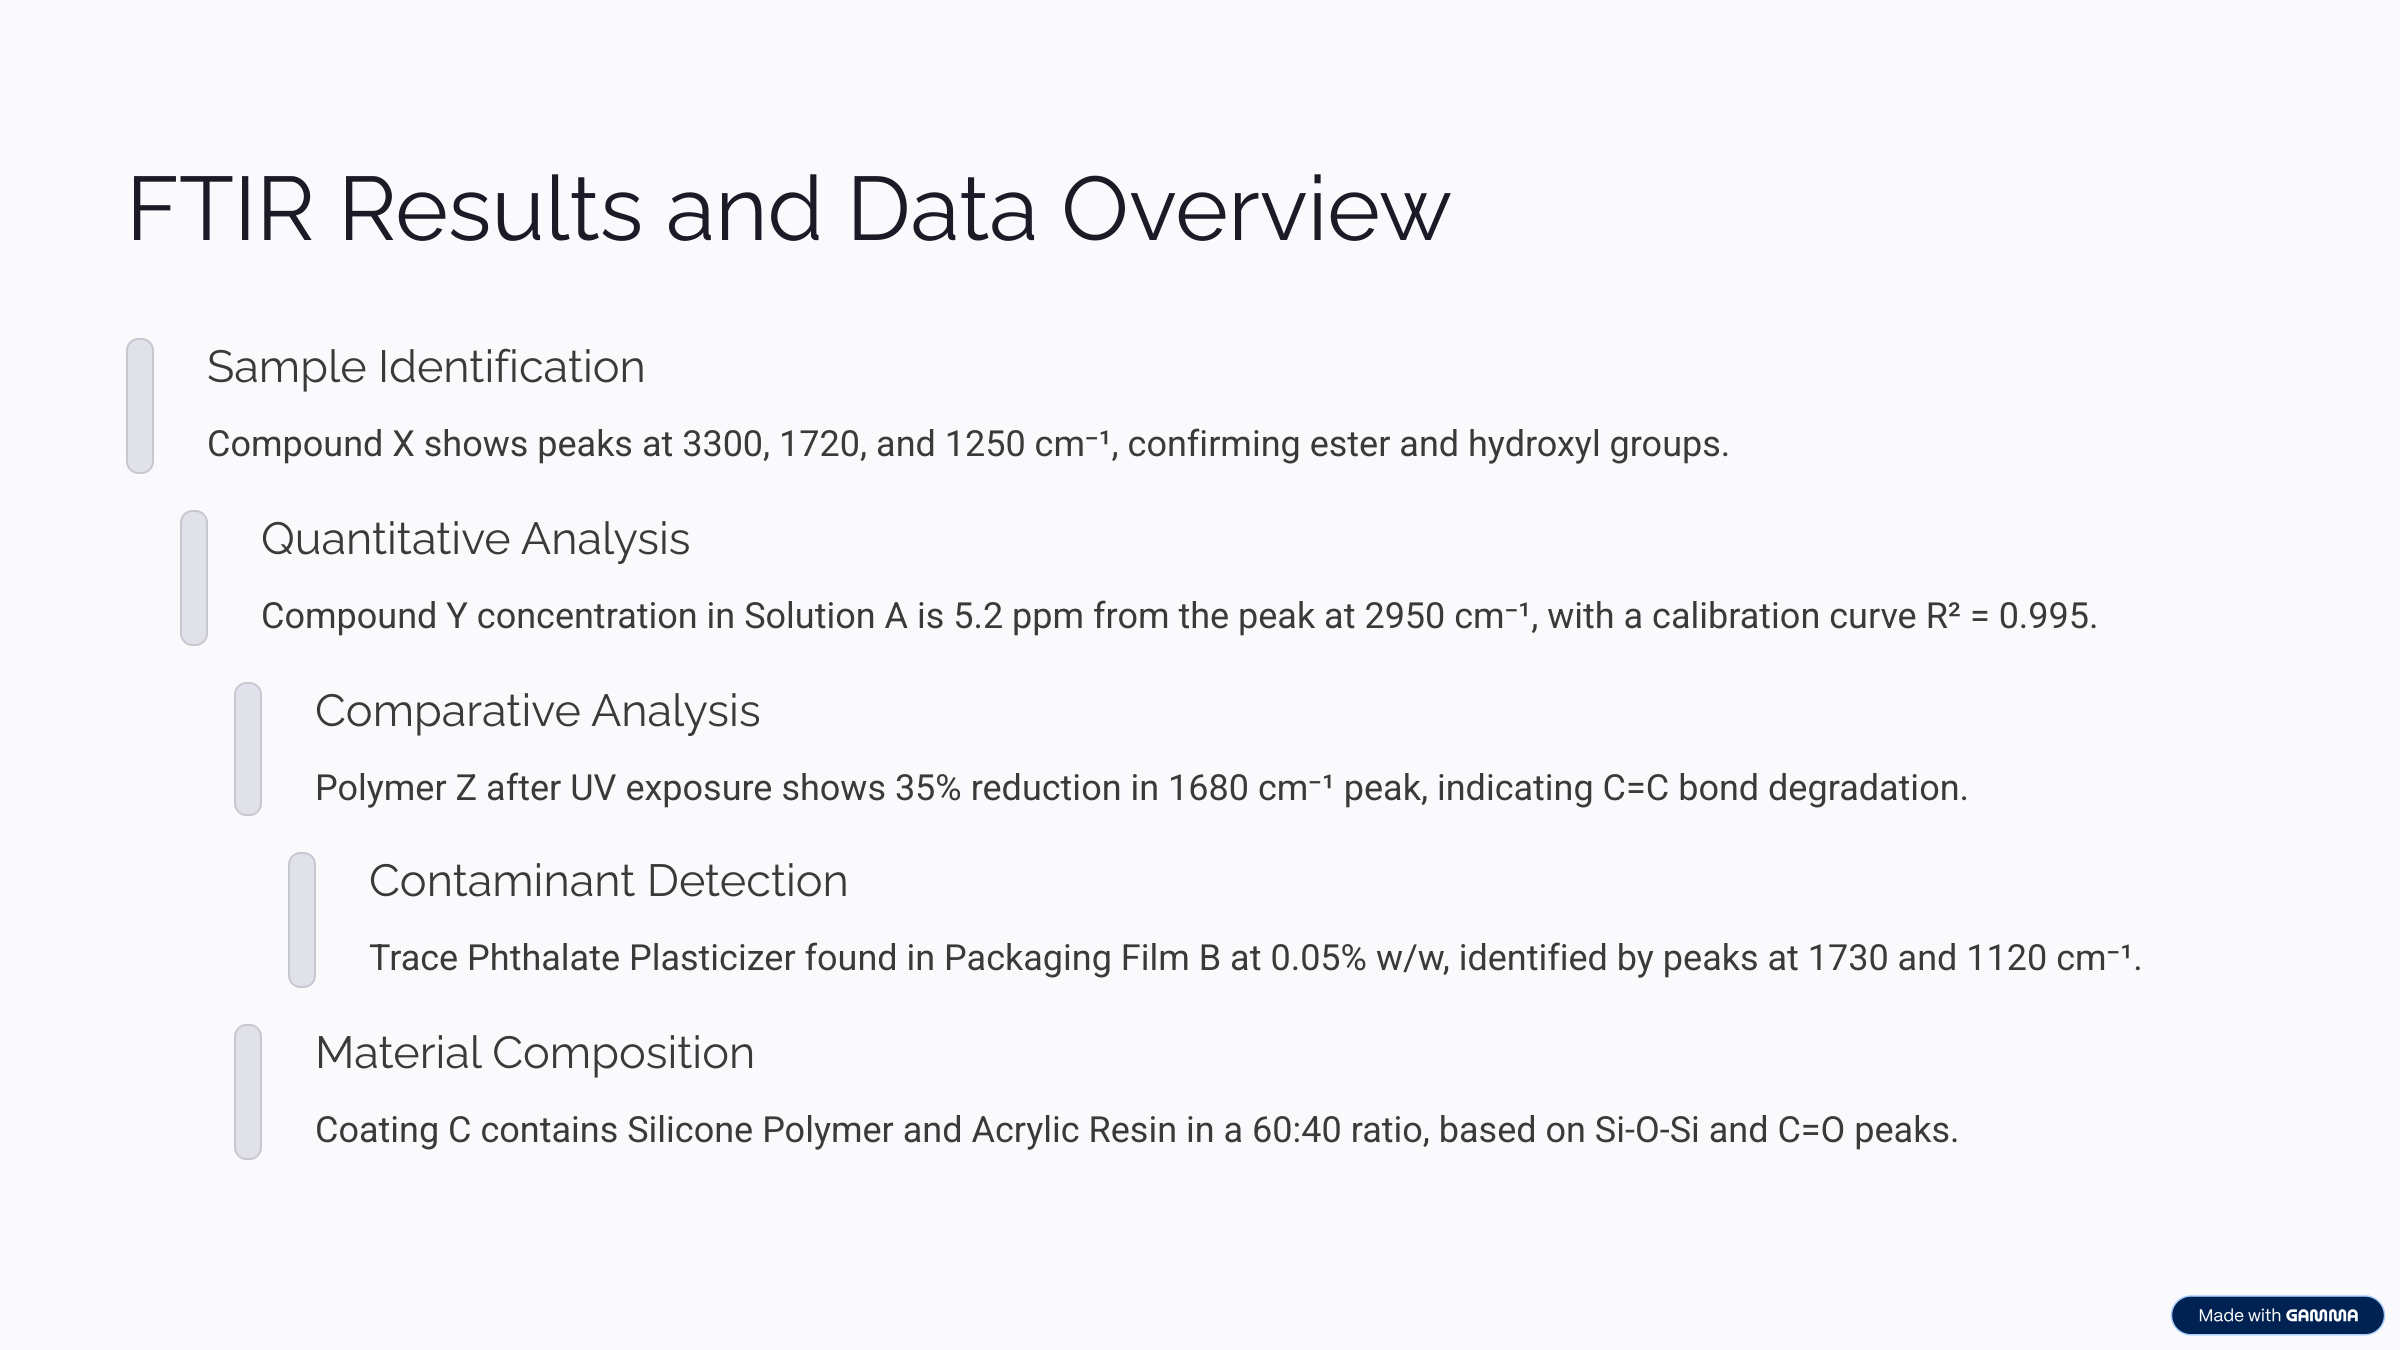 FTIR Results and Data Overview
Sample Identification
Compound X shows peaks at 3300, 1720, and 1250 cm⁻¹, confirming ester and hydroxyl groups.
Quantitative Analysis
Compound Y concentration in Solution A is 5.2 ppm from the peak at 2950 cm⁻¹, with a calibration curve R² = 0.995.
Comparative Analysis
Polymer Z after UV exposure shows 35% reduction in 1680 cm⁻¹ peak, indicating C=C bond degradation.
Contaminant Detection
Trace Phthalate Plasticizer found in Packaging Film B at 0.05% w/w, identified by peaks at 1730 and 1120 cm⁻¹.
Material Composition
Coating C contains Silicone Polymer and Acrylic Resin in a 60:40 ratio, based on Si-O-Si and C=O peaks.
Made with GAMMA